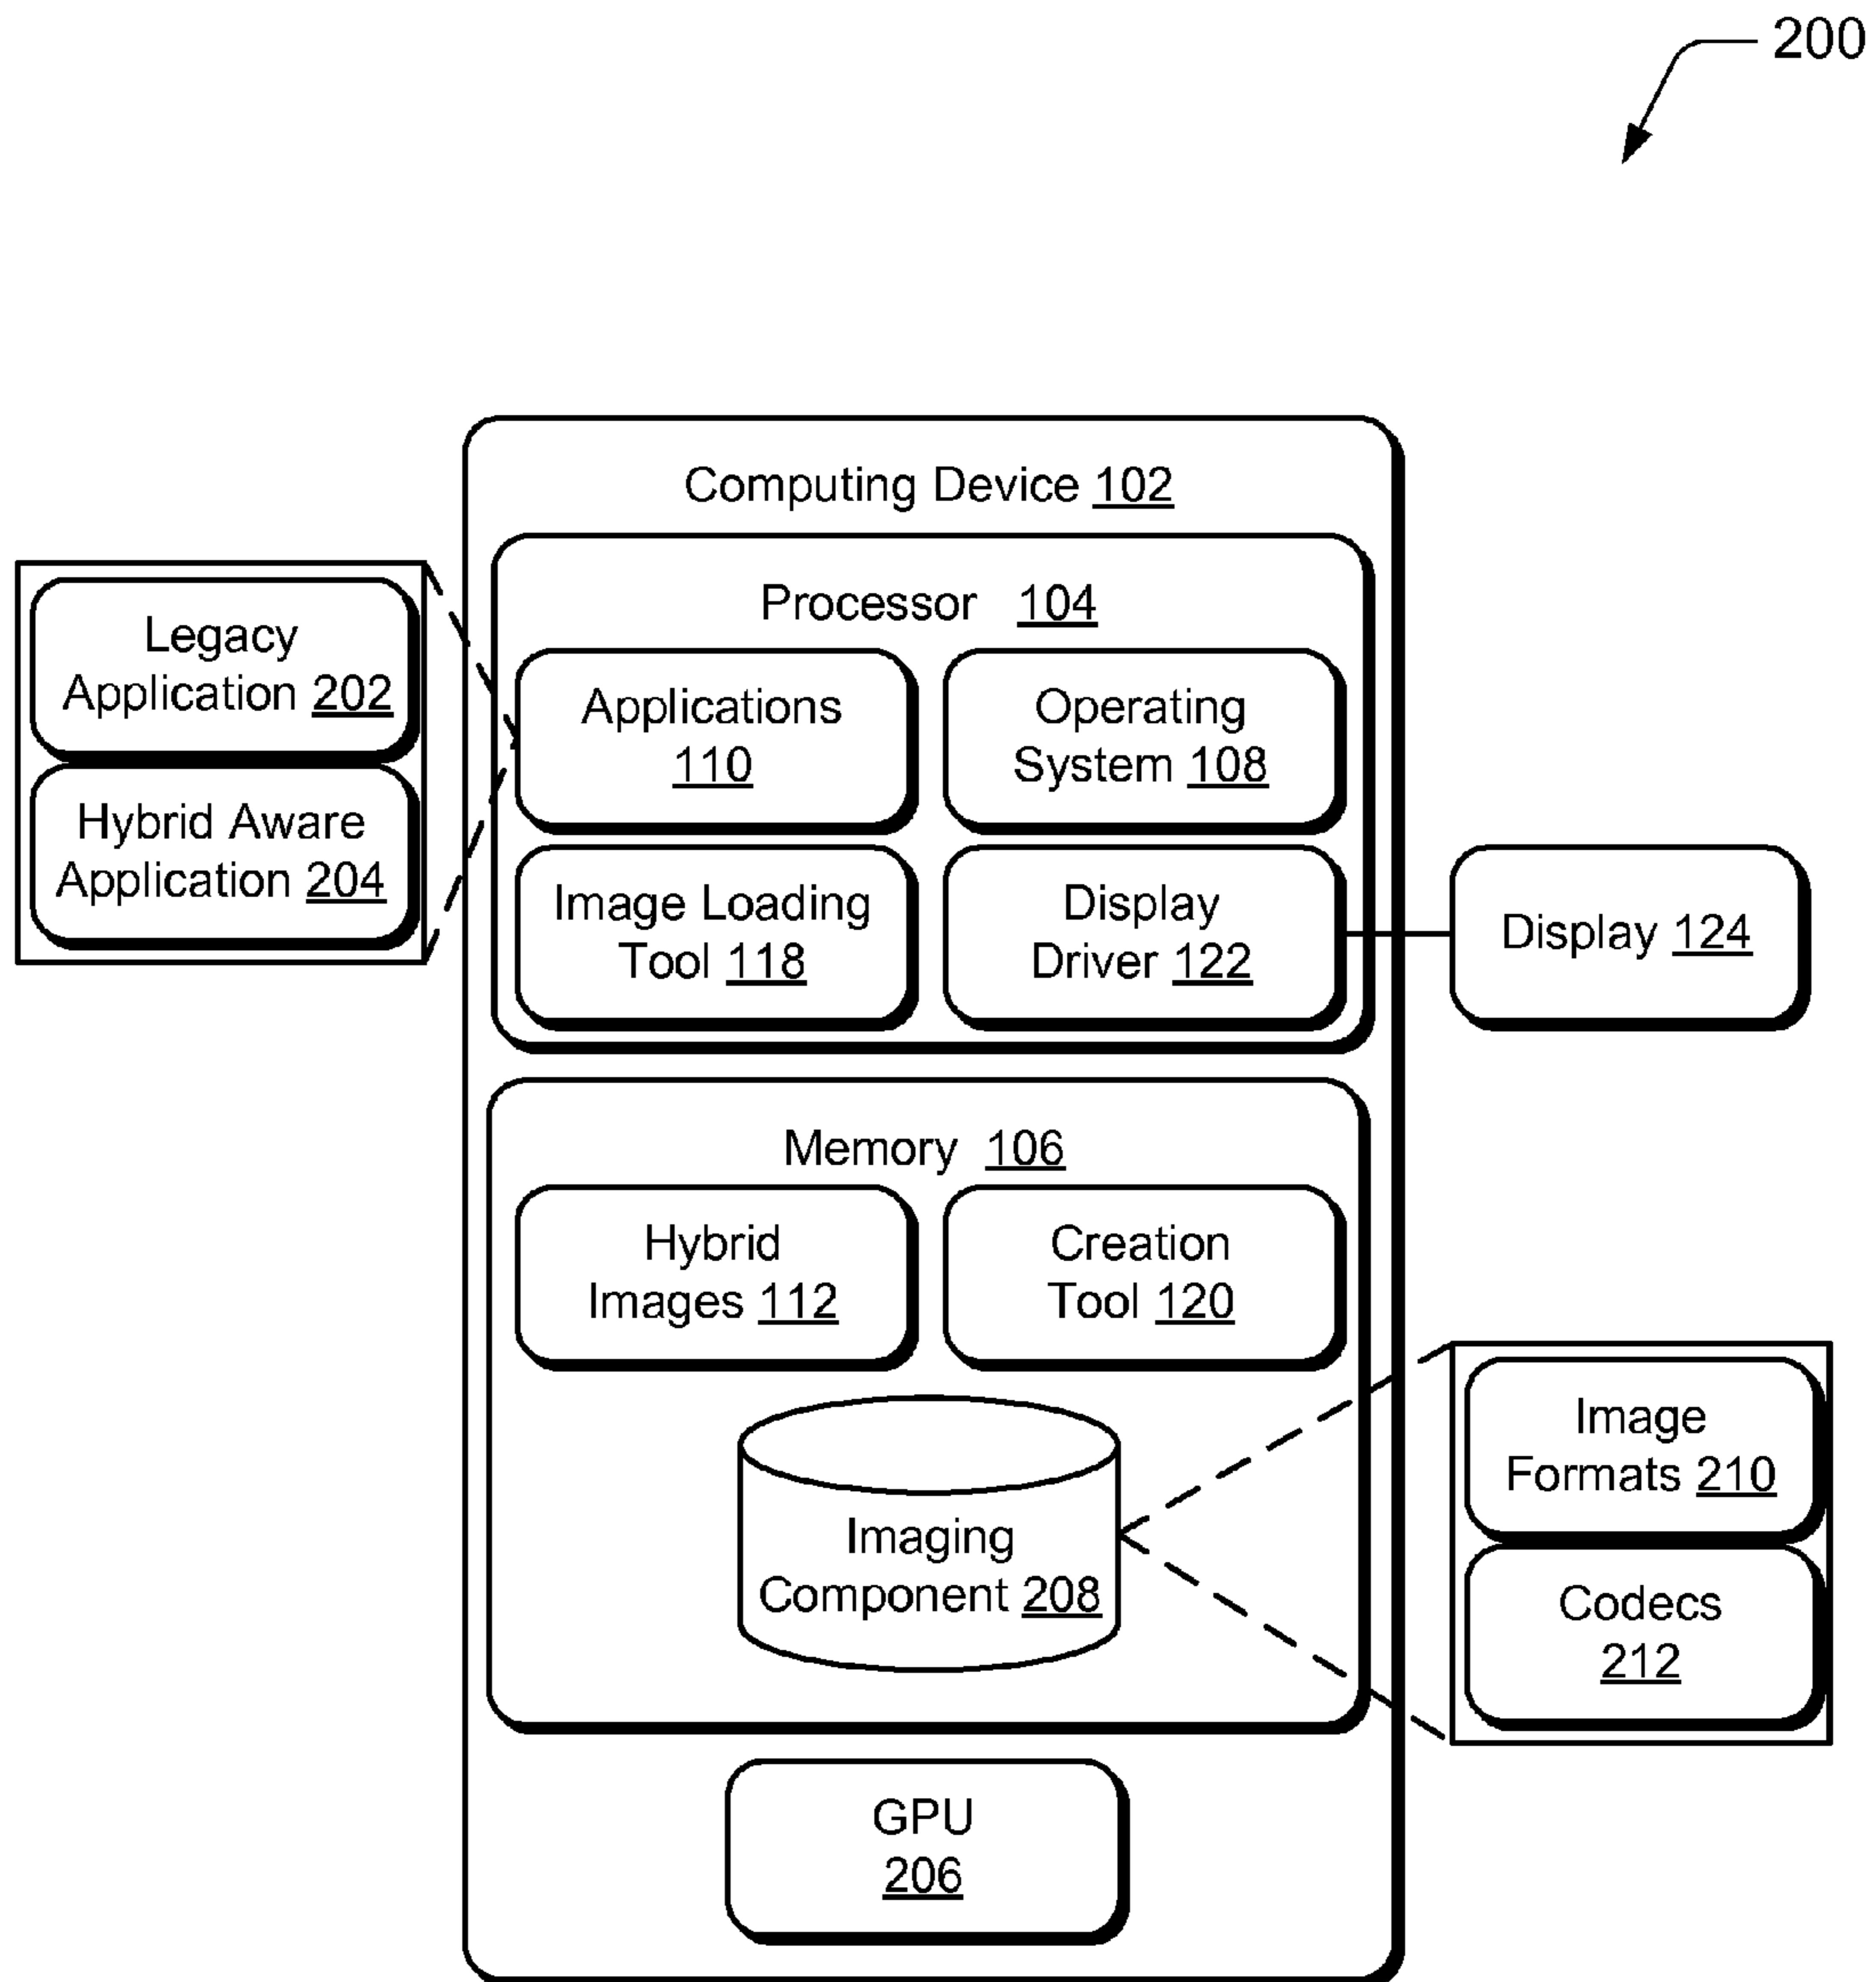 200
Computing Device 102
Processor 104
Legacy
Application 202
Hybrid Aware
Application 204
Applications
110
Operating
System 108
Image Loading
Tool 118
Display
Driver 122
Display 124
Memory 106
Hybrid
Images 112
Creation
Tool 120
Imaging
Component 208
Image
Formats 210
Codecs
212
GPU
206